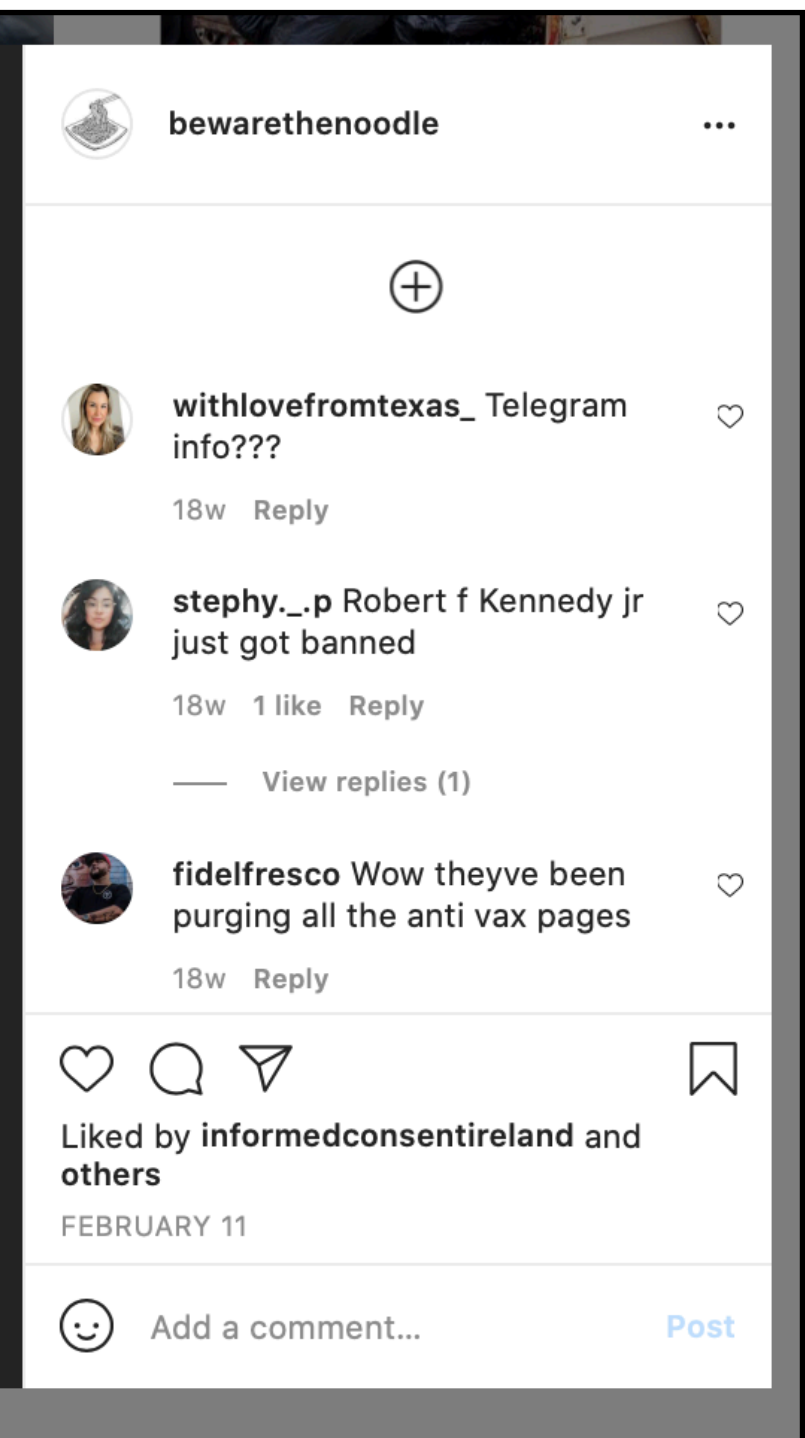 bewarethenoodle
withlovefromtexas_ Telegram
info???
18w Reply
stephy._.p Robert f Kennedy jr
just got banned
18w 1 like Reply
View replies (1)
fidelfresco Wow theyve been
purging all the anti vax pages
18w Reply
Liked by informedconsentireland and
others
FEBRUARY 11
Add a comment...
Post